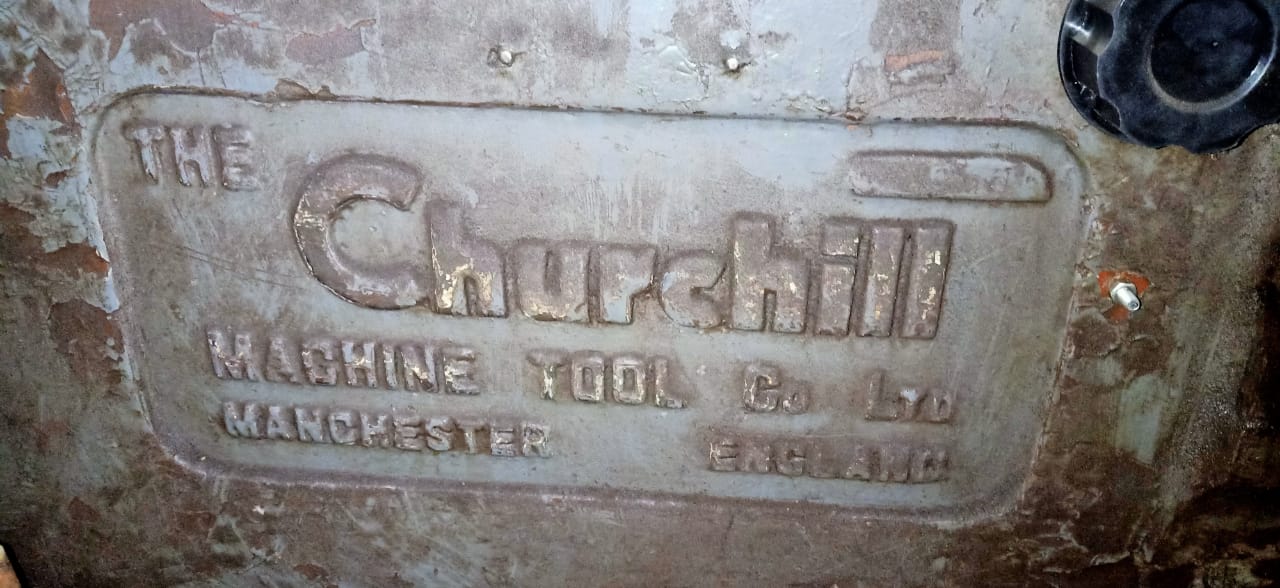 THE
Churchill
MACHINE TOOL Co LTD
MANCHESTER ENGLAND